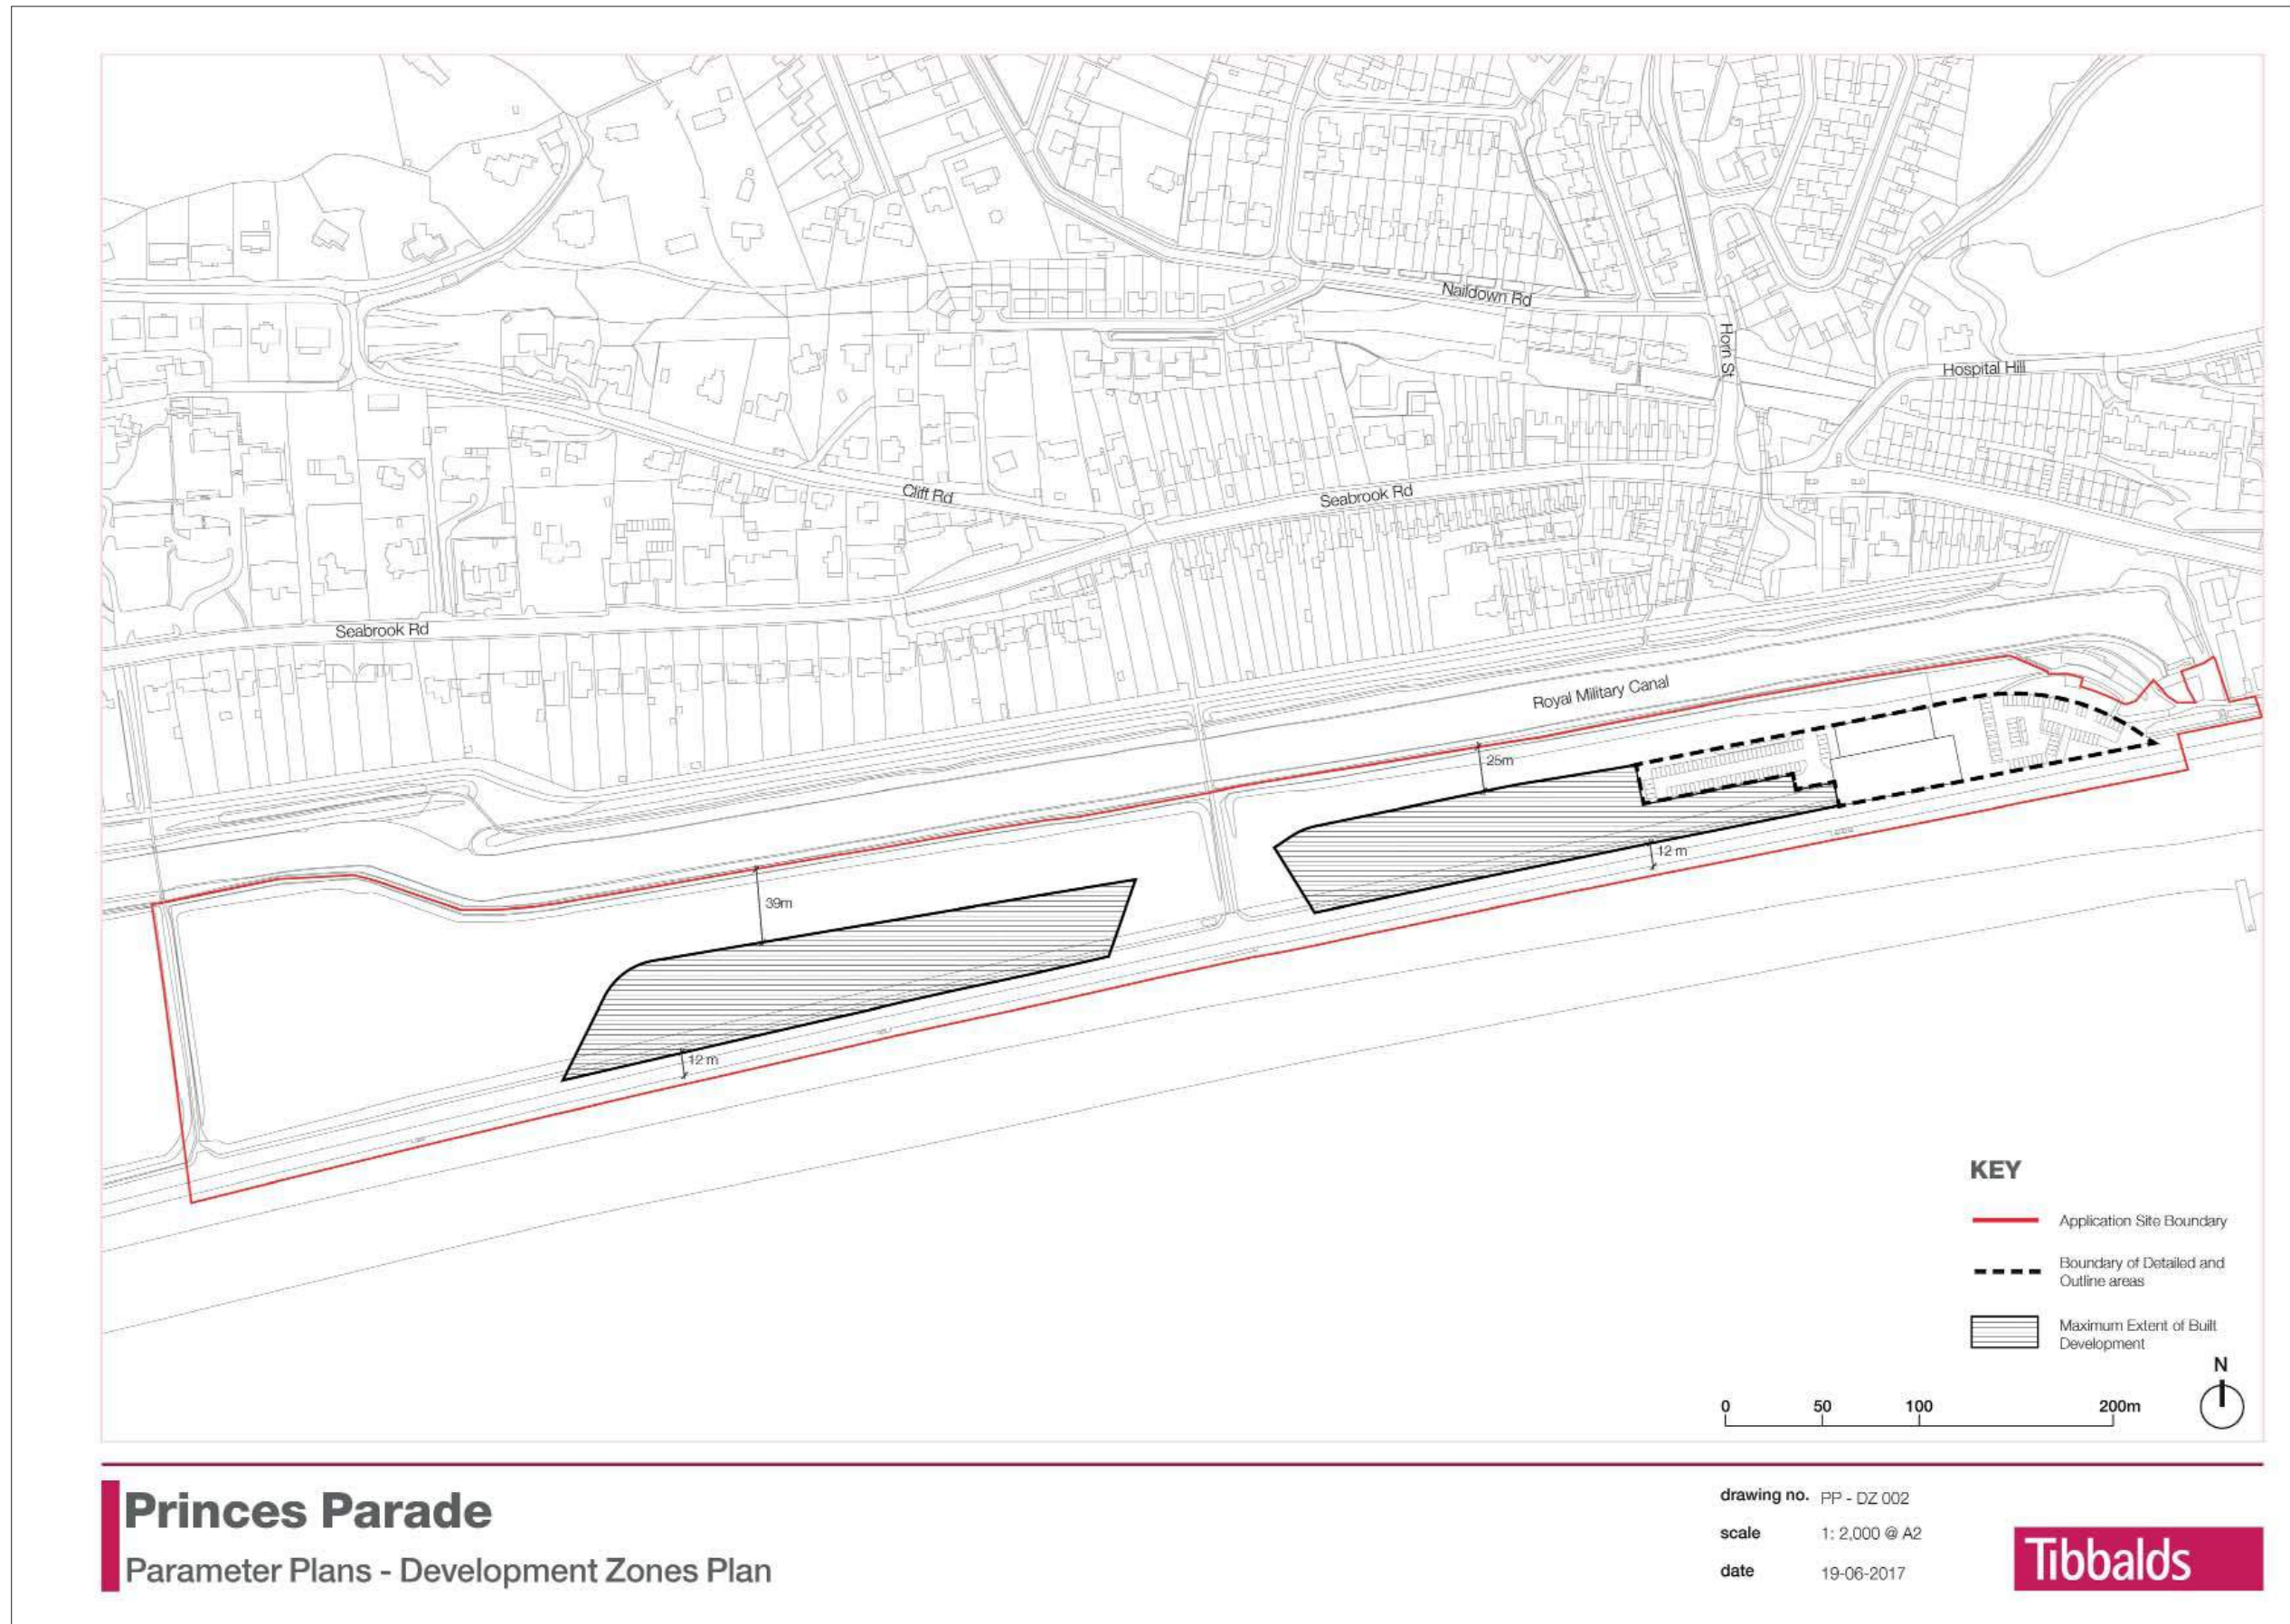 Naildown Rd
Horn St
Hospital Hill
Clift Rd
Seabrook Rd
Seabrook Rd
Royal Military Canal
25m
12 m
39m
12 m
KEY
Application Site Boundary
Boundary of Detailed and
Outline areas
Maximum Extent of Built
Development
N
0 50 100 200m
Princes Parade
Parameter Plans - Development Zones Plan
drawing no. PP - DZ 002
scale 1: 2,000 @ A2
date 19-06-2017
Tibbalds